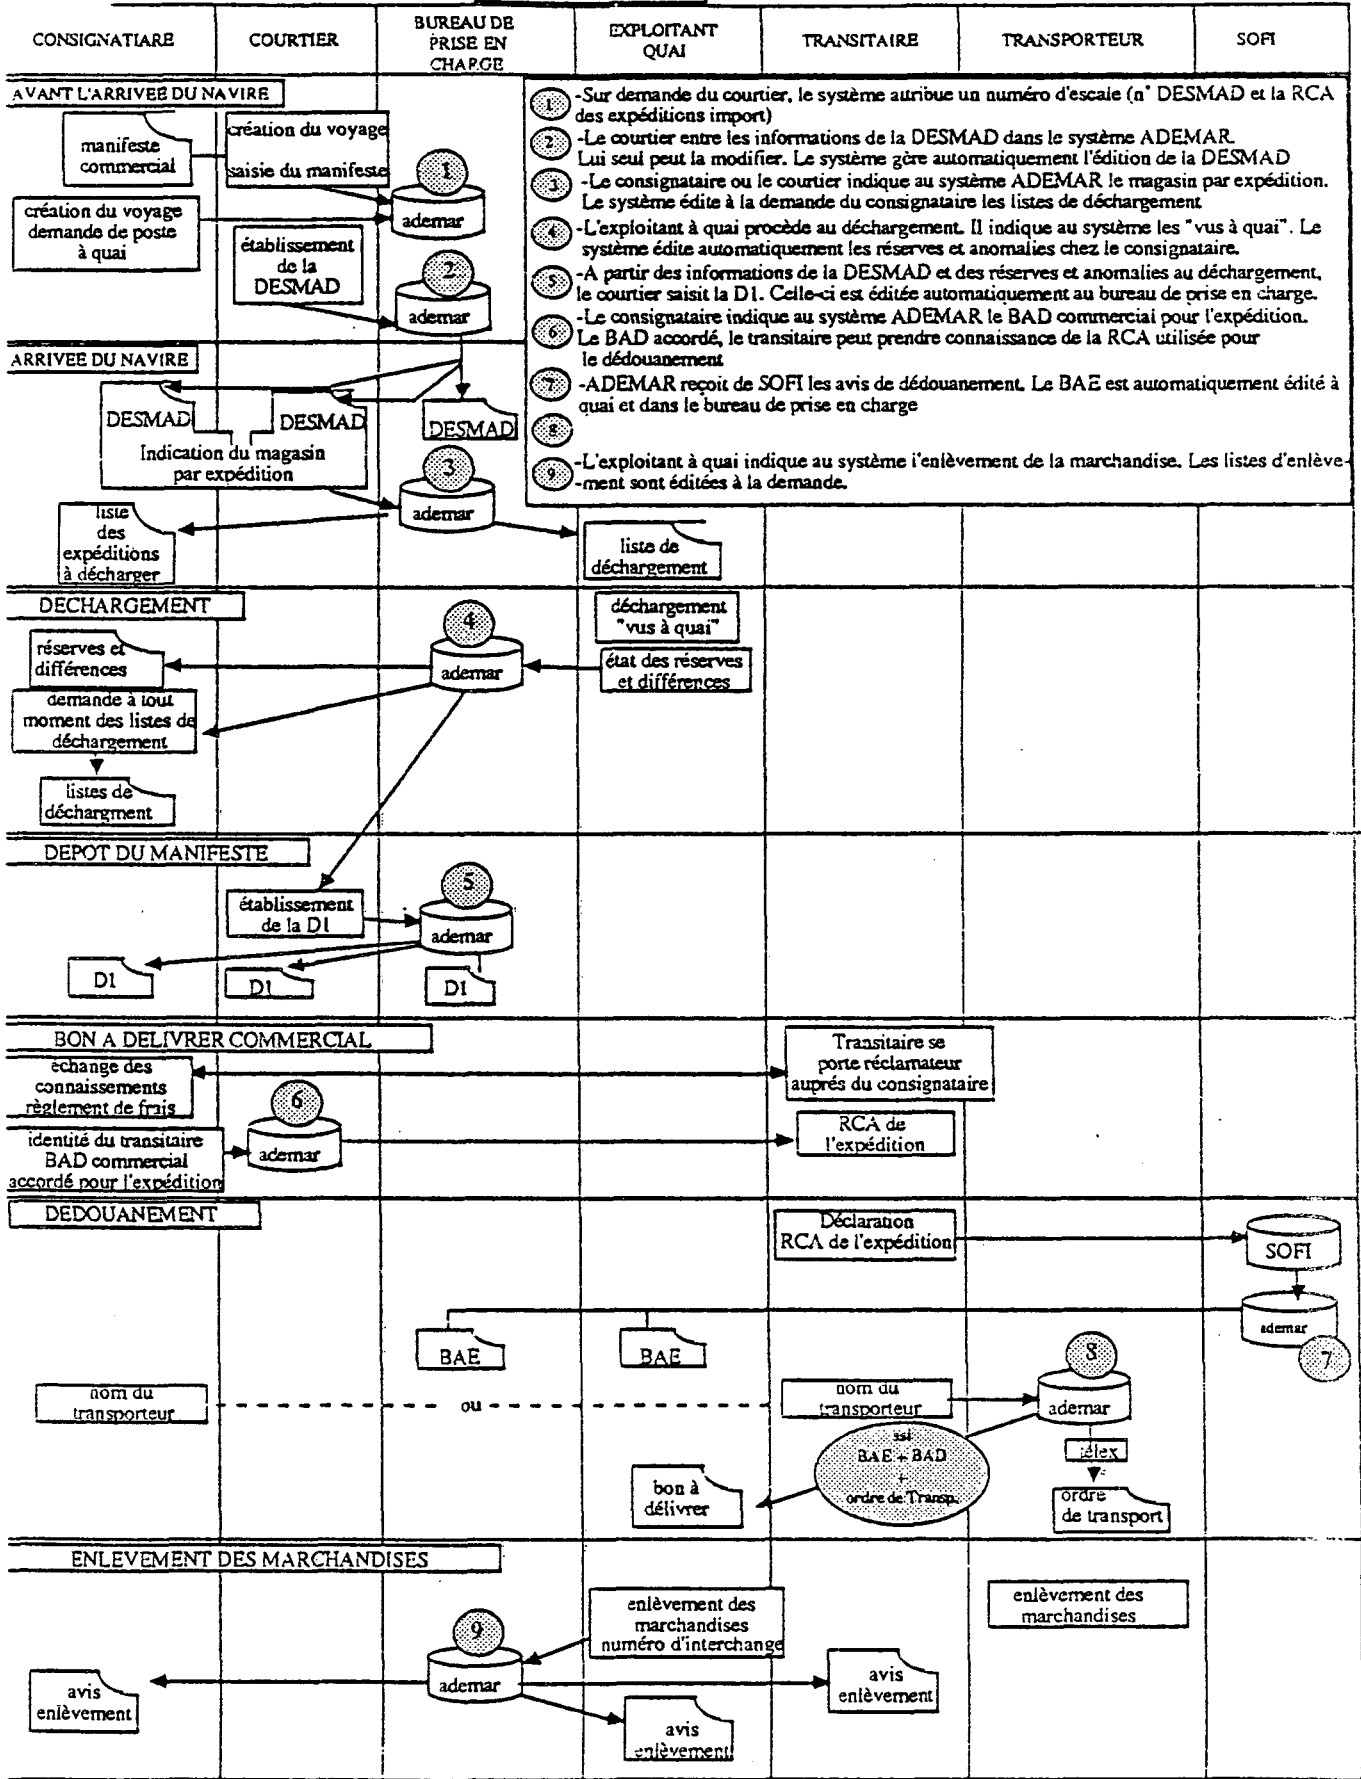 CONSIGNATIARE
COURTIER
BUREAU DE
PRISE EN
CHARGE
EXPLOITANT
QUAI
TRANSITAIRE
TRANSPORTEUR
SOFI
AVANT L'ARRIVEE DU NAVIRE
manifeste
commercial
création du voyage
saisie du manifeste
1
ademar
création du voyage
demande de poste
à quai
établissement
de la
DESMAD
2
ademar
1 -Sur demande du courtier, le système attribue un numéro d'escale (n° DESMAD et la RCA
des expéditions import)
2 -Le courtier entre les informations de la DESMAD dans le système ADEMAR.
Lui seul peut la modifier. Le système gère automatiquement l'édition de la DESMAD
3 -Le consignataire ou le courtier indique au système ADEMAR le magasin par expédition.
Le système édite à la demande du consignataire les listes de déchargement
4 -L'exploitant à quai procède au déchargement. Il indique au système les "vus à quai". Le
système édite automatiquement les réserves et anomalies chez le consignataire.
5 -A partir des informations de la DESMAD et des réserves et anomalies au déchargement,
le courtier saisit la D1. Celle-ci est éditée automatiquement au bureau de prise en charge.
6 -Le consignataire indique au système ADEMAR le BAD commercial pour l'expédition.
Le BAD accordé, le transitaire peut prendre connaissance de la RCA utilisée pour
le dédouanement
7 -ADEMAR reçoit de SOFI les avis de dédouanement. Le BAE est automatiquement édité à
quai et dans le bureau de prise en charge
8
9 -L'exploitant à quai indique au système l'enlèvement de la marchandise. Les listes d'enlève-
-ment sont éditées à la demande.
ARRIVEE DU NAVIRE
DESMAD
DESMAD
DESMAD
Indication du magasin
par expédition
3
ademar
liste
des
expéditions
à décharger
liste de
déchargement
DECHARGEMENT
réserves et
différences
4
ademar
déchargement
"vus à quai"
état des réserves
et différences
demande à tout
moment des listes de
déchargement
listes de
déchargment
DEPOT DU MANIFESTE
établissement
de la D1
5
ademar
D1
D1
D1
BON A DELIVRER COMMERCIAL
échange des
connaissements
règlement de frais
Transitaire se
porte réclamateur
auprés du consignataire
identité du transitaire
BAD commercial
accordé pour l'expédition
6
ademar
RCA de
l'expédition
DEDOUANEMENT
Déclaration
RCA de l'expédition
SOFI
ademar
7
BAE
BAE
nom du
transporteur
ou
nom du
transporteur
8
ademar
ssi
BAE + BAD
+
ordre de Transp.
télex
bon à
délivrer
ordre
de transport
ENLEVEMENT DES MARCHANDISES
enlèvement des
marchandises
numéro d'interchange
enlèvement des
marchandises
9
ademar
avis
enlèvement
avis
enlèvement
avis
enlèvement